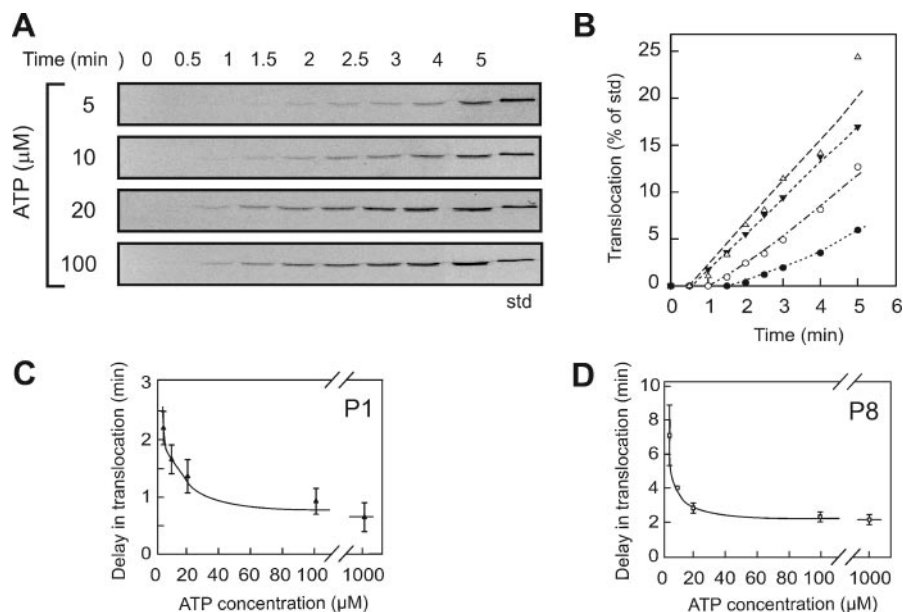 A
Time (min) 0 0.5 1 1.5 2 2.5 3 4 5
ATP (μM)
5
10
20
100
std
B
Translocation (% of std)
25
20
15
10
5
0
0 1 2 3 4 5 6
Time (min)
C
Delay in translocation (min)
P1
3
2
1
0
0 20 40 60 80 100 1000
ATP concentration (μM)
D
Delay in translocation (min)
P8
10
8
6
4
2
0
0 20 40 60 80 100 1000
ATP concentration (μM)